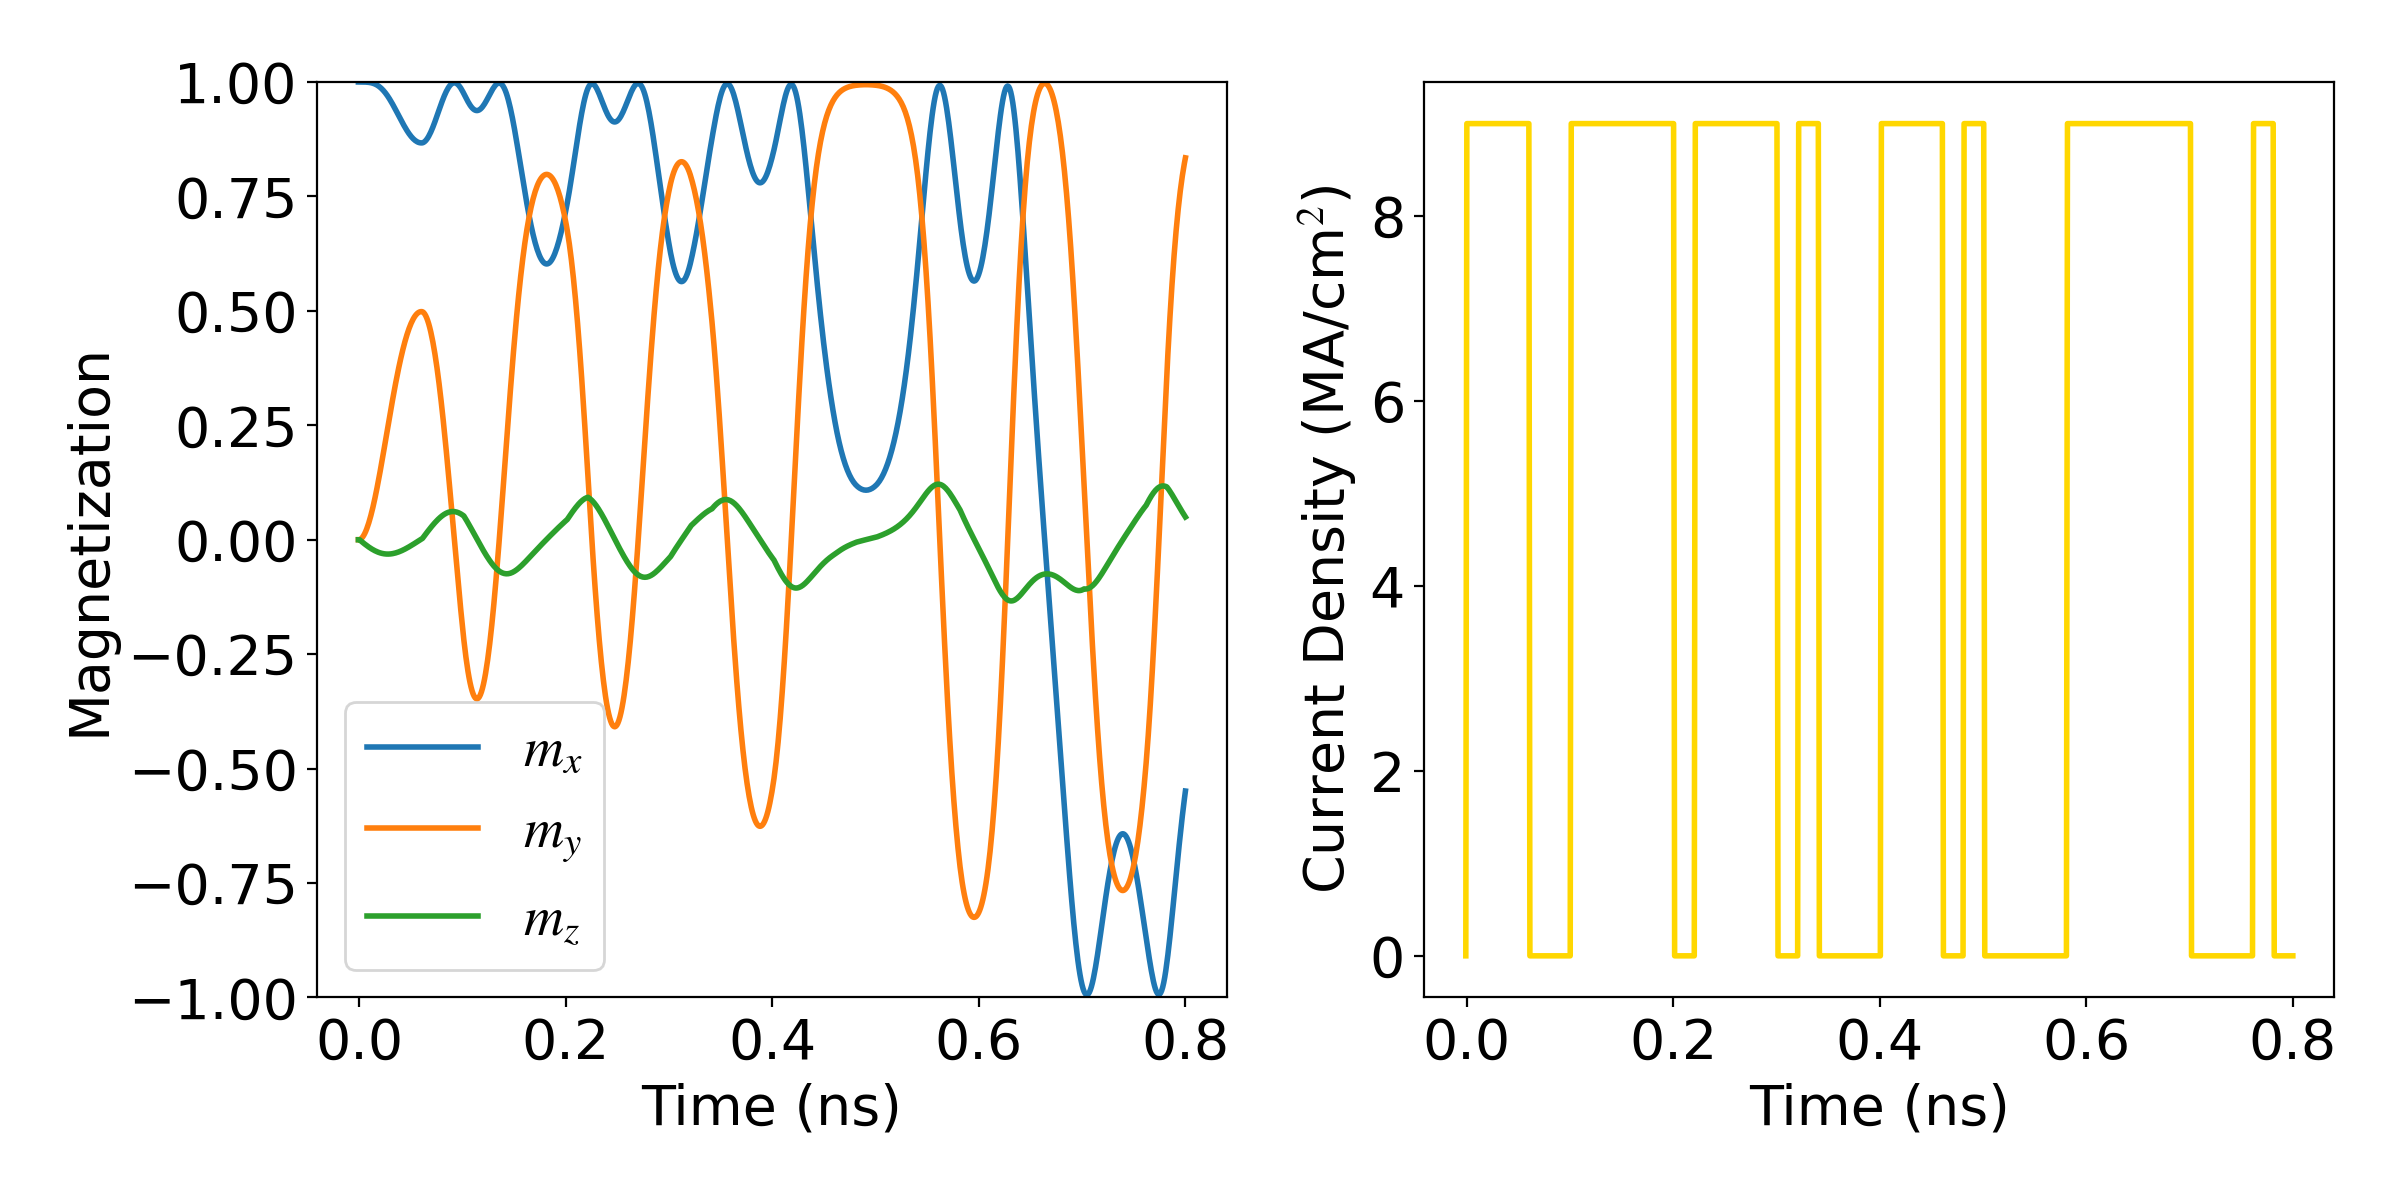 1.00
0.75
0.50
0.25
0.00
−0.25
−0.50
−0.75
−1.00
Magnetization
m_x
m_y
m_z
0.0 0.2 0.4 0.6 0.8
Time (ns)
8
6
4
2
0
Current Density (MA/cm²)
0.0 0.2 0.4 0.6 0.8
Time (ns)